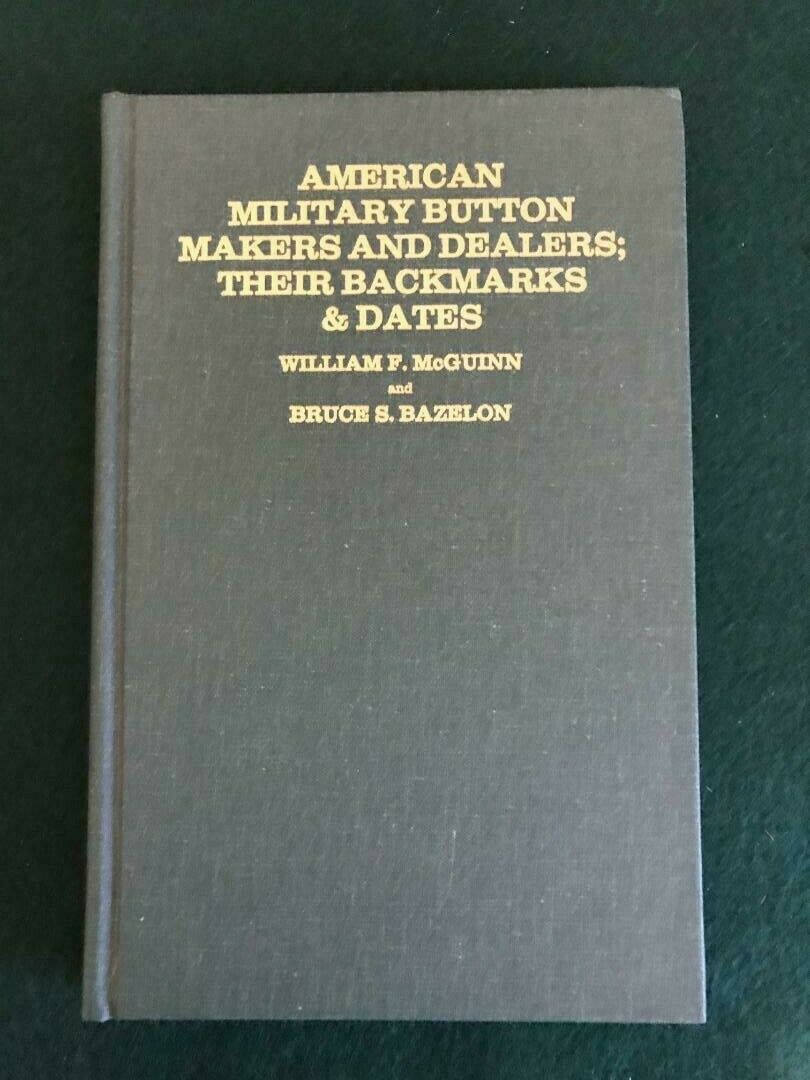 AMERICAN
MILITARY BUTTON
MAKERS AND DEALERS;
THEIR BACKMARKS
& DATES
WILLIAM F. McGUINN
and
BRUCE S. BAZELON